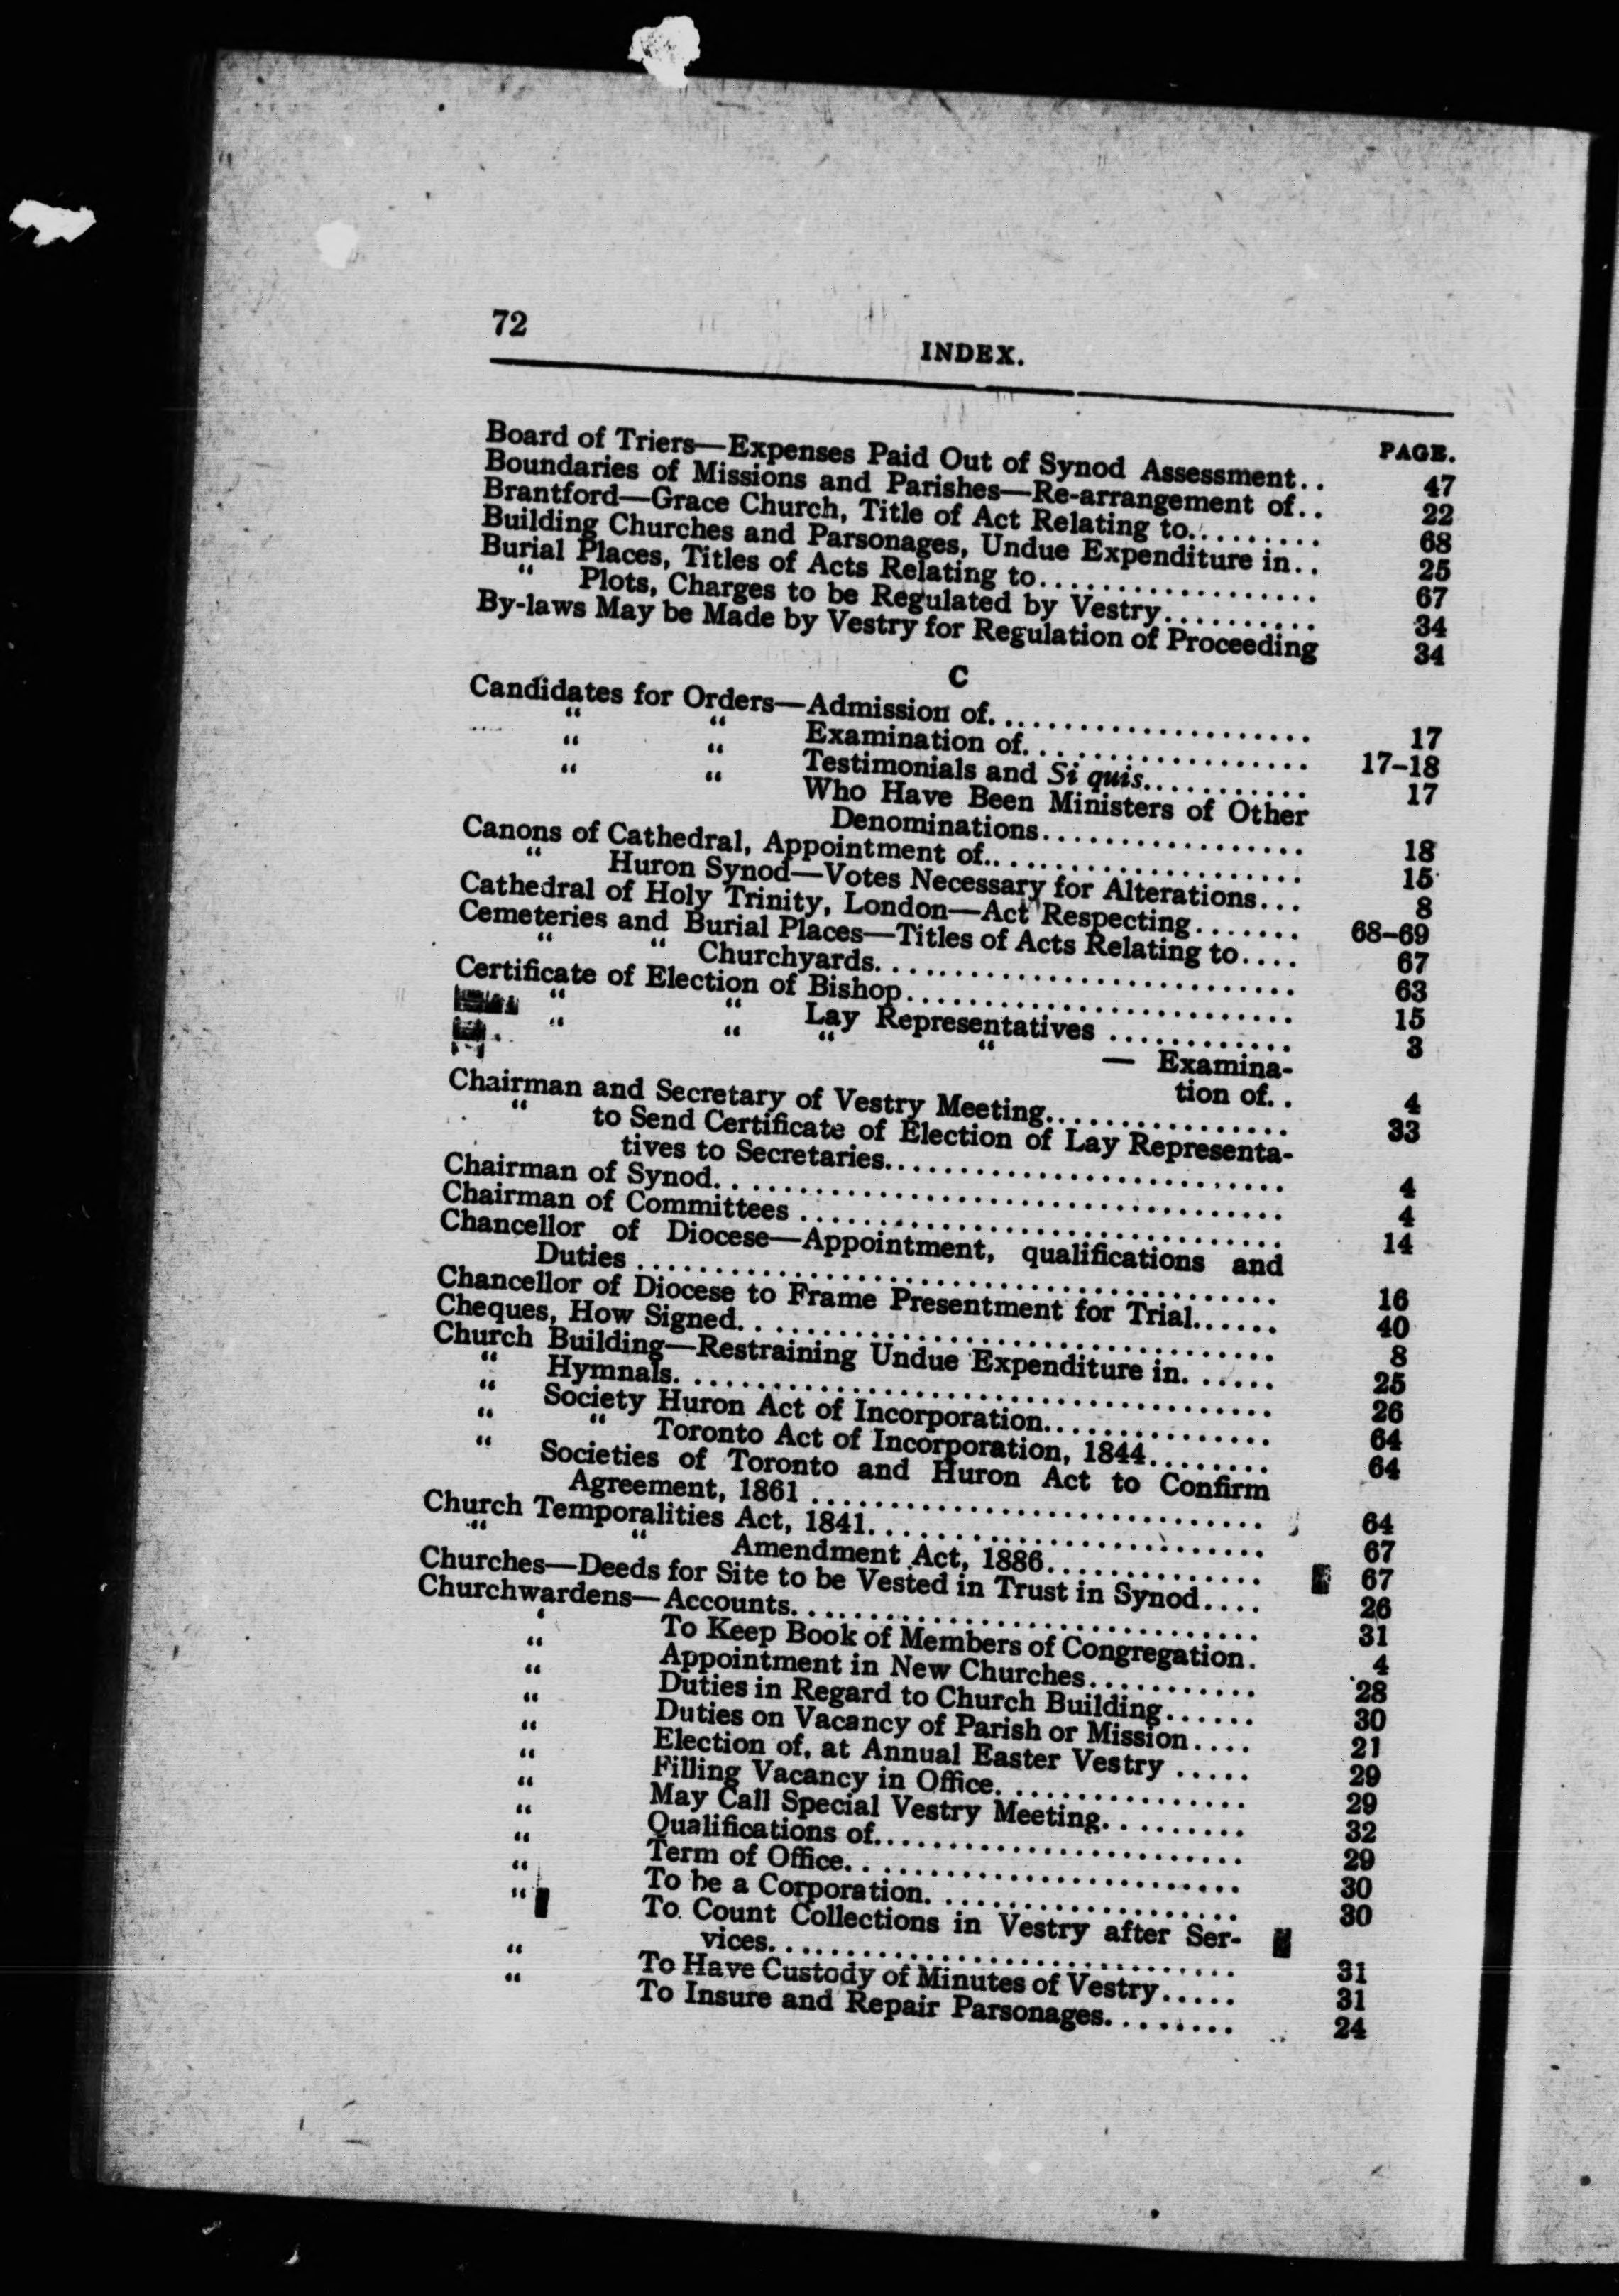 72
INDEX.
PAGE.
Board of Triers—Expenses Paid Out of Synod Assessment.. 47
Boundaries of Missions and Parishes—Re-arrangement of.. 22
Brantford—Grace Church, Title of Act Relating to......... 68
Building Churches and Parsonages, Undue Expenditure in.. 25
Burial Places, Titles of Acts Relating to.................. 67
“ Plots, Charges to be Regulated by Vestry.......... 34
By-laws May be Made by Vestry for Regulation of Proceeding 34
C
Candidates for Orders—Admission of..................... 17
“ “ Examination of................... 17-18
“ “ Testimonials and Si quis........... 17
“ “ Who Have Been Ministers of Other
Denominations................. 18
Canons of Cathedral, Appointment of..................... 15
“ Huron Synod—Votes Necessary for Alterations... 8
Cathedral of Holy Trinity, London—Act Respecting....... 68-69
Cemeteries and Burial Places—Titles of Acts Relating to.... 67
“ “ Churchyards............................ 63
Certificate of Election of Bishop.......................... 15
“ “ Lay Representatives ............ 3
“ “ “ “ — Examina-
tion of.. 4
Chairman and Secretary of Vestry Meeting................ 33
“ to Send Certificate of Election of Lay Representa-
tives to Secretaries.......................... 4
Chairman of Synod..................................... 4
Chairman of Committees ............................... 14
Chancellor of Diocese—Appointment, qualifications and
Duties .......................................... 16
Chancellor of Diocese to Frame Presentment for Trial...... 40
Cheques, How Signed................................... 8
Church Building—Restraining Undue Expenditure in....... 25
“ Hymnals....................................... 26
“ Society Huron Act of Incorporation............... 64
“ “ Toronto Act of Incorporation, 1844........ 64
“ Societies of Toronto and Huron Act to Confirm
Agreement, 1861 ............................. 64
Church Temporalities Act, 1841.......................... 67
“ “ Amendment Act, 1886.............. 67
Churches—Deeds for Site to be Vested in Trust in Synod.... 26
Churchwardens—Accounts.............................. 31
‘ To Keep Book of Members of Congregation. 4
“ Appointment in New Churches........... 28
“ Duties in Regard to Church Building...... 30
“ Duties on Vacancy of Parish or Mission.... 21
“ Election of, at Annual Easter Vestry ..... 29
“ Filling Vacancy in Office................. 29
“ May Call Special Vestry Meeting......... 32
“ Qualifications of........................ 29
“ Term of Office.......................... 30
“ To be a Corporation..................... 30
“ To Count Collections in Vestry after Ser-
vices.............................. 31
“ To Have Custody of Minutes of Vestry..... 31
“ To Insure and Repair Parsonages......... 24